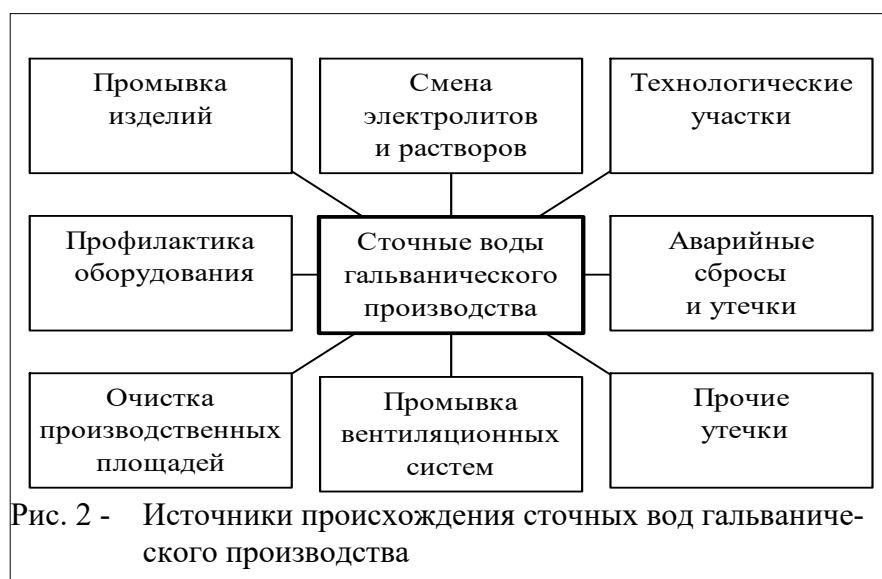 Промывка
изделий
Смена
электролитов
и растворов
Технологические
участки
Профилактика
оборудования
Сточные воды
гальванического
производства
Аварийные
сбросы
и утечки
Очистка
производственных
площадей
Промывка
вентиляционных
систем
Прочие
утечки
Рис. 2 - Источники происхождения сточных вод гальваниче-
ского производства